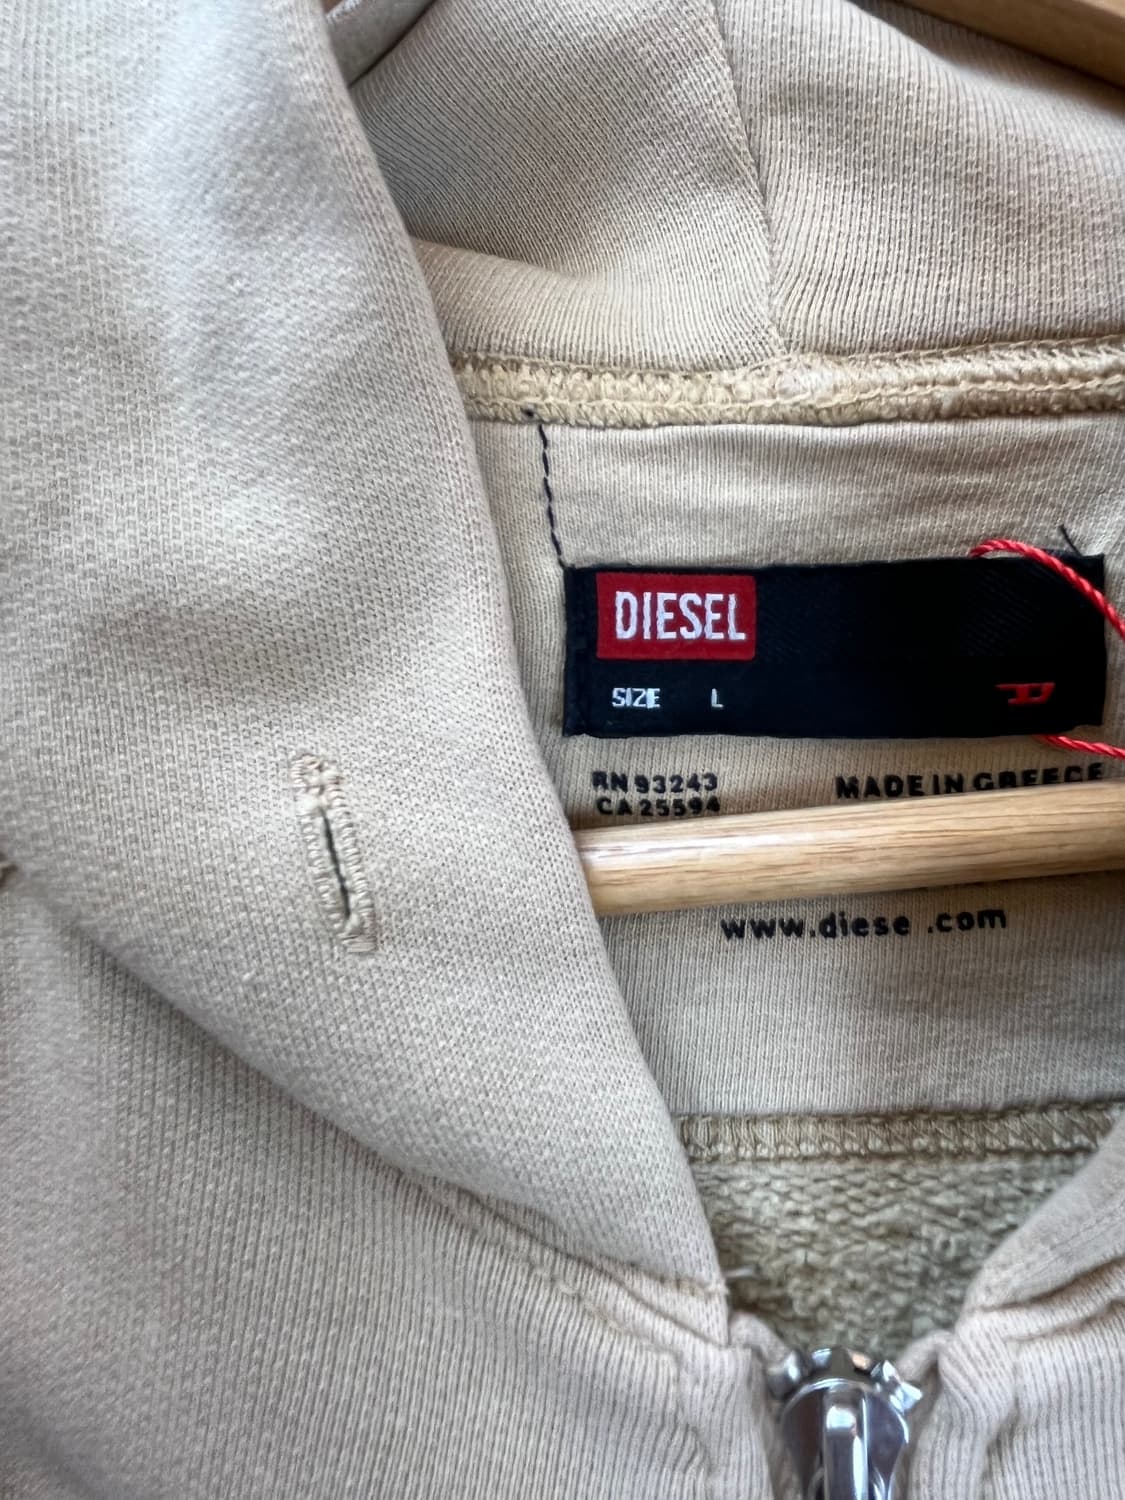 DIESEL
SIZE L
RN 93243 MADE IN GREECE
CA 25594
www.diese .com